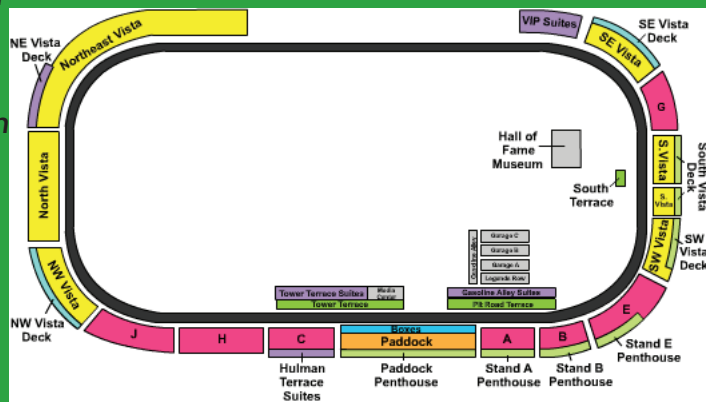 VIP Suites
SE Vista
Deck
SE Vista
NE Vista
Deck
Northeast Vista
G
n
Hall of
Fame
Museum
S.Vista
South Vista
Deck
South
Terrace
North Vista
S.
Vista
SW Vista
SW
Vista
Deck
Gasoline Alley
Garage C
Garage B
Garage A
Legends Row
NW Vista
NW Vista
Deck
Tower Terrace Suites
Media
Center
Tower Terrace
Gasoline Alley Suites
Pit Road Terrace
E
J
H
C
Boxes
Paddock
A
B
Hulman
Terrace
Suites
Paddock
Penthouse
Stand A
Penthouse
Stand B
Penthouse
Stand E
Penthouse